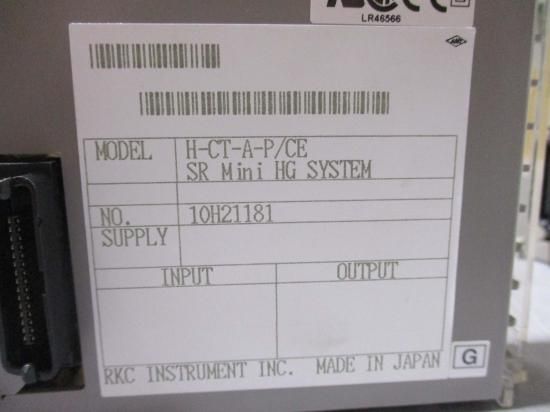 LR46566
MODEL H-CT-A-P/CE
SR Mini HG SYSTEM
NO. 10H21181
SUPPLY
INPUT OUTPUT
RKC INSTRUMENT INC. MADE IN JAPAN G